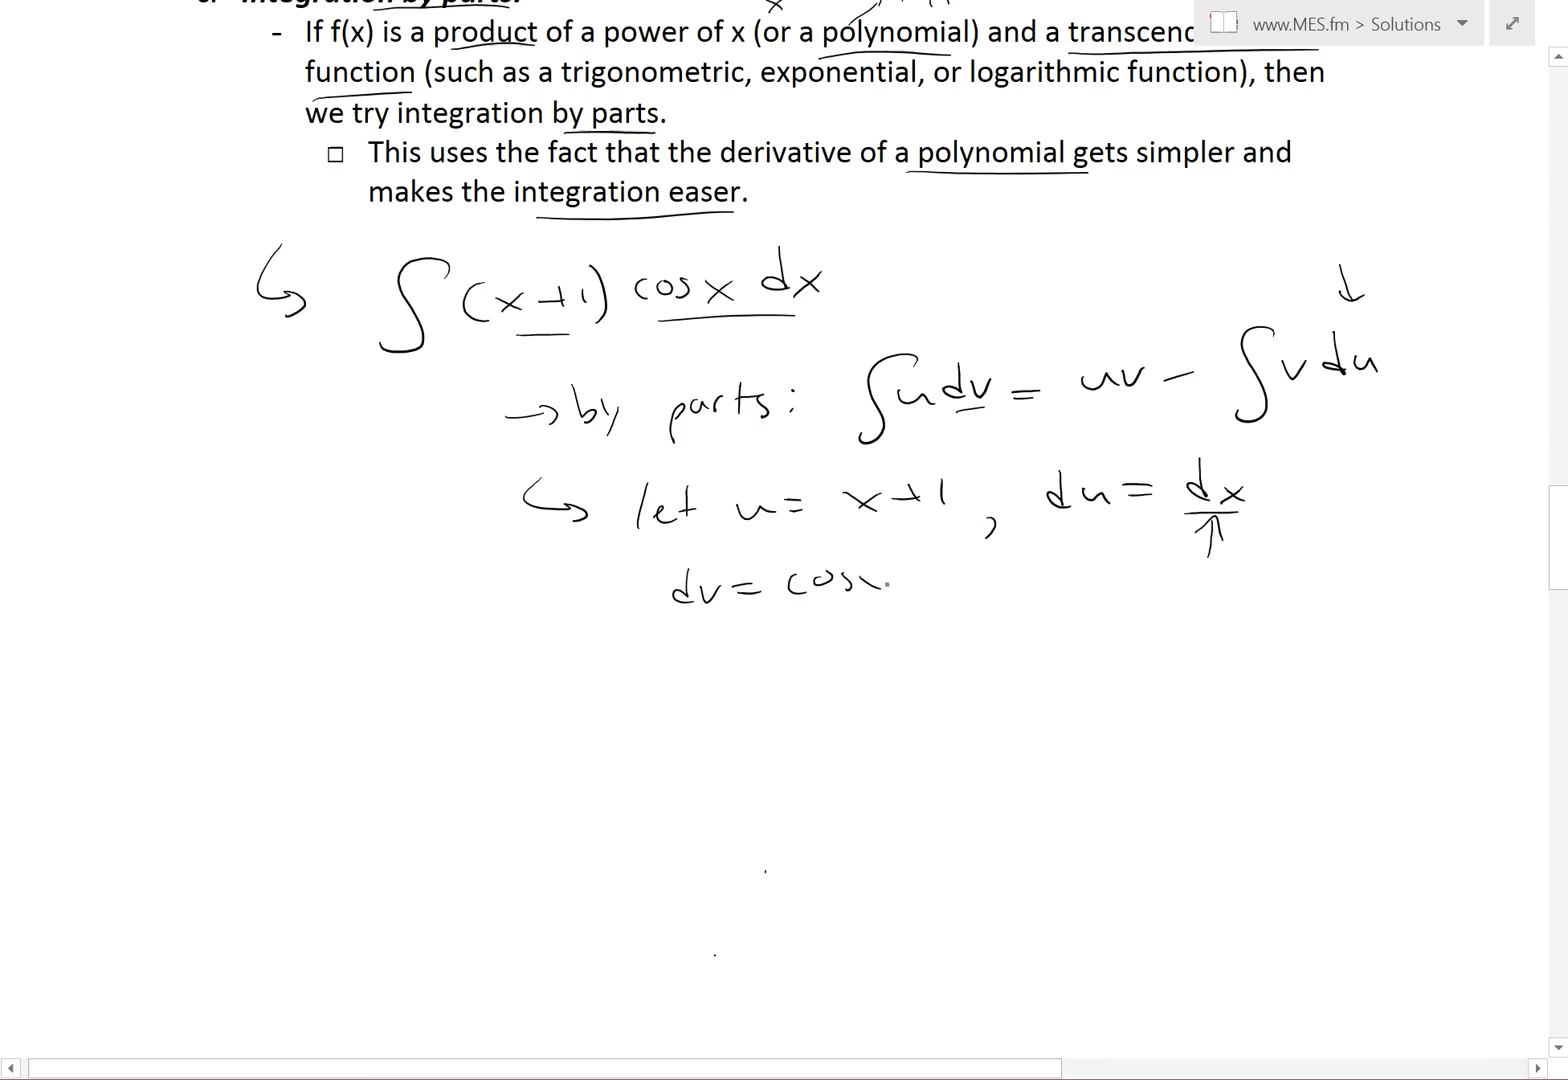 www.MES.fm > Solutions
- If f(x) is a product of a power of x (or a polynomial) and a
function (such as a trigonometric, exponential, or logarithmic function), then
we try integration by parts.
□ This uses the fact that the derivative of a polynomial gets simpler and
makes the integration easer.
↳ ∫ (x+1) cos x dx
→ by parts: ∫ u dv = uv - ∫ v du
↳ let u = x+1, du = dx
dv = cos